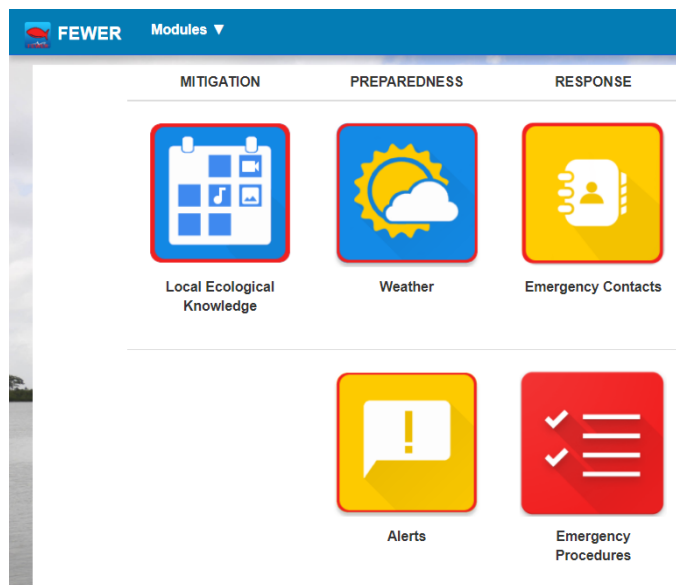 FEWER
Modules ▼
MITIGATION PREPAREDNESS RESPONSE
Local Ecological
Knowledge
Weather
Emergency Contacts
Alerts
Emergency
Procedures